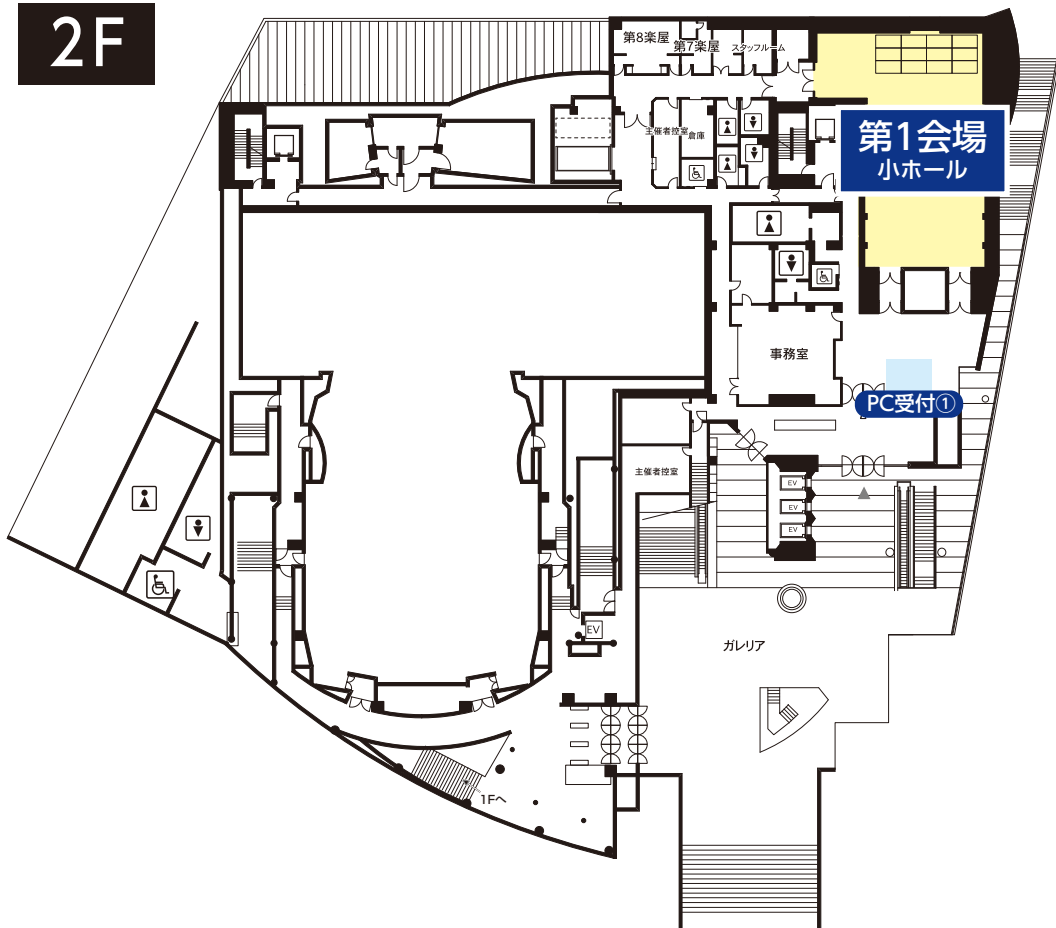 2F
第8楽屋
第7楽屋
スタッフルーム
主催者控室
倉庫
第1会場
小ホール
事務室
PC受付①
主催者控室
EV
EV
EV
EV
ガレリア
1Fへ